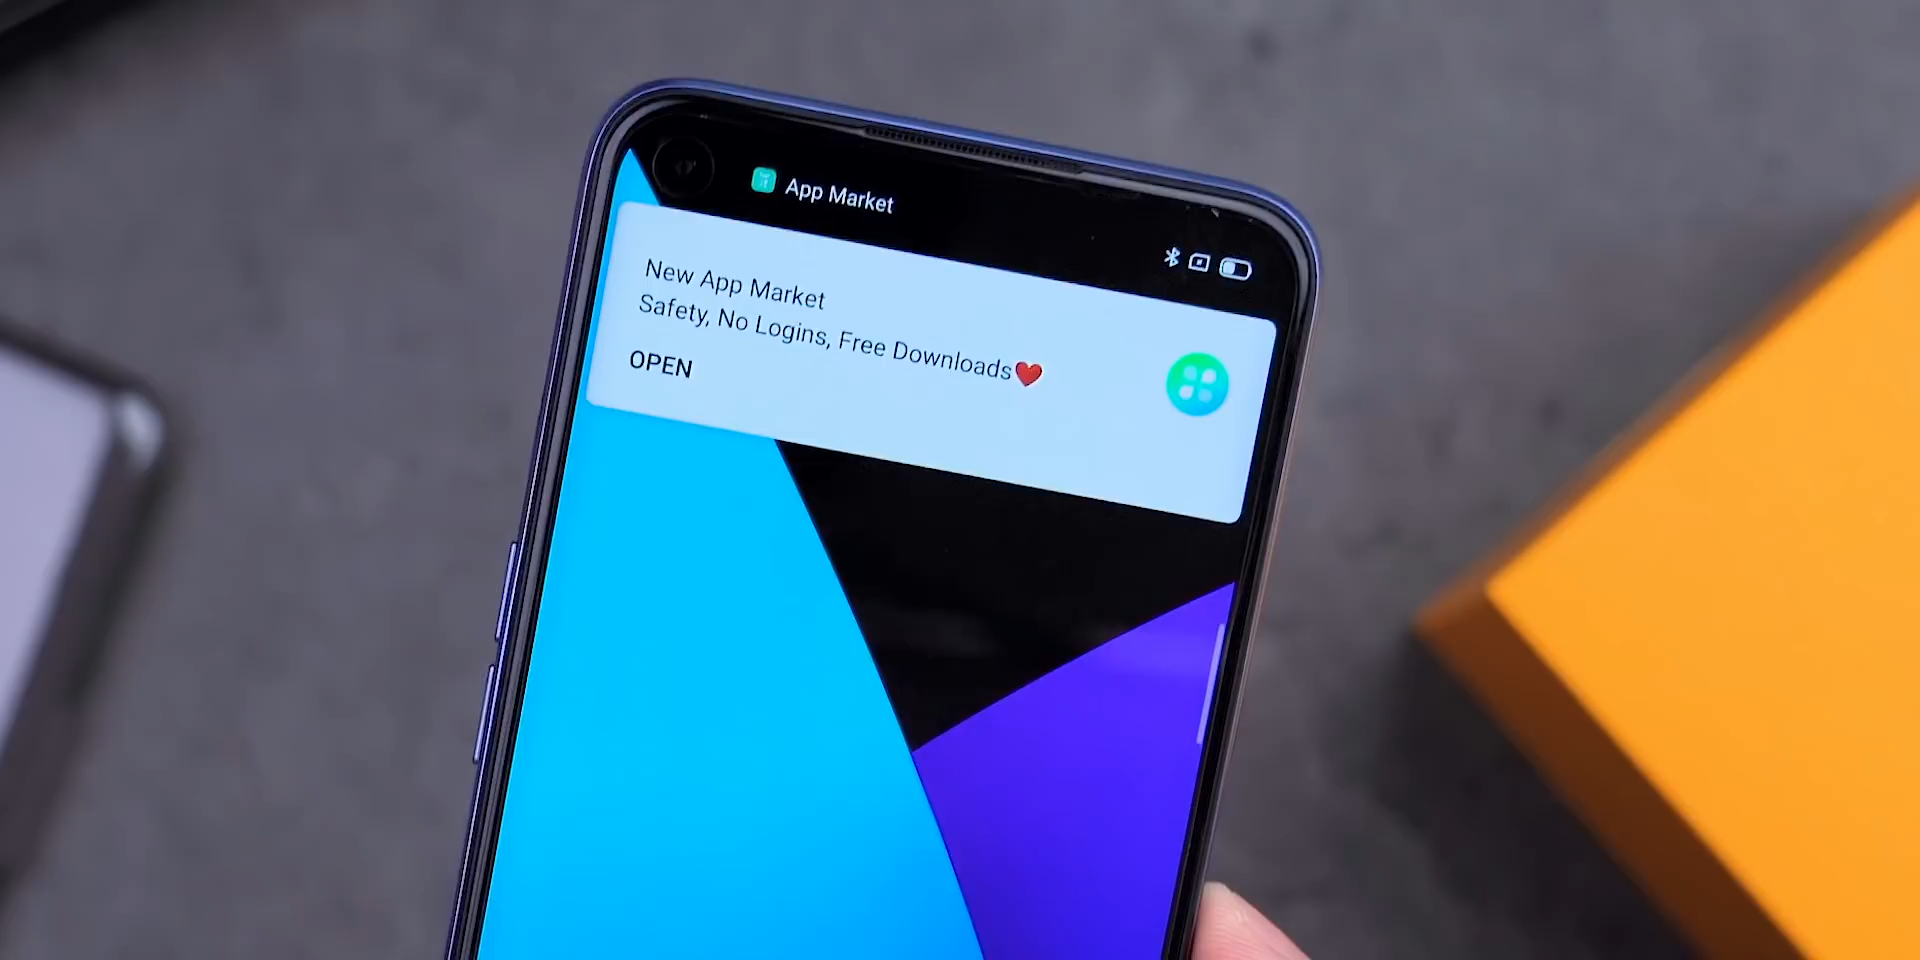 App Market
New App Market
Safety, No Logins, Free Downloads❤️
OPEN